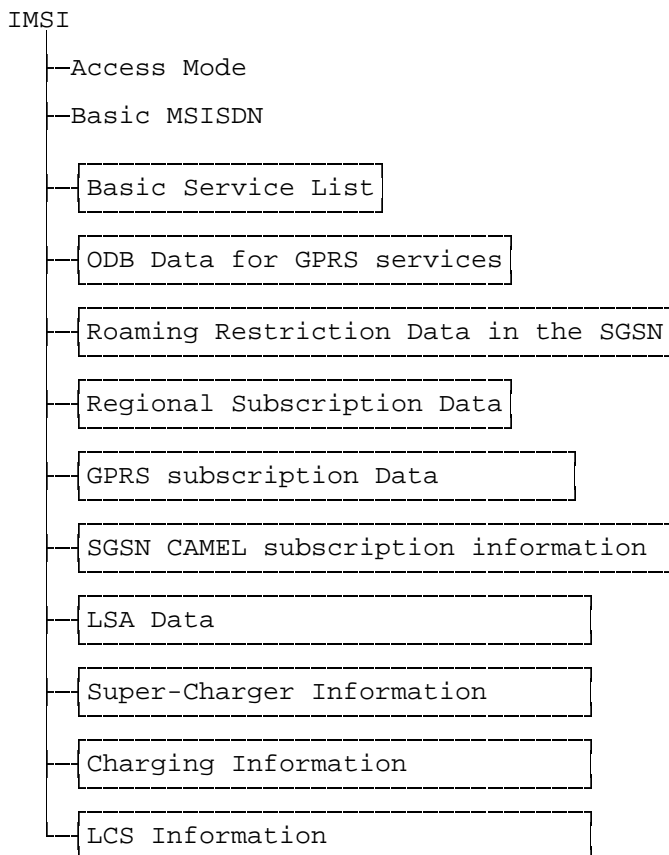 IMSI
Access Mode
Basic MSISDN
Basic Service List
ODB Data for GPRS services
Roaming Restriction Data in the SGSN
Regional Subscription Data
GPRS subscription Data
SGSN CAMEL subscription information
LSA Data
Super-Charger Information
Charging Information
LCS Information